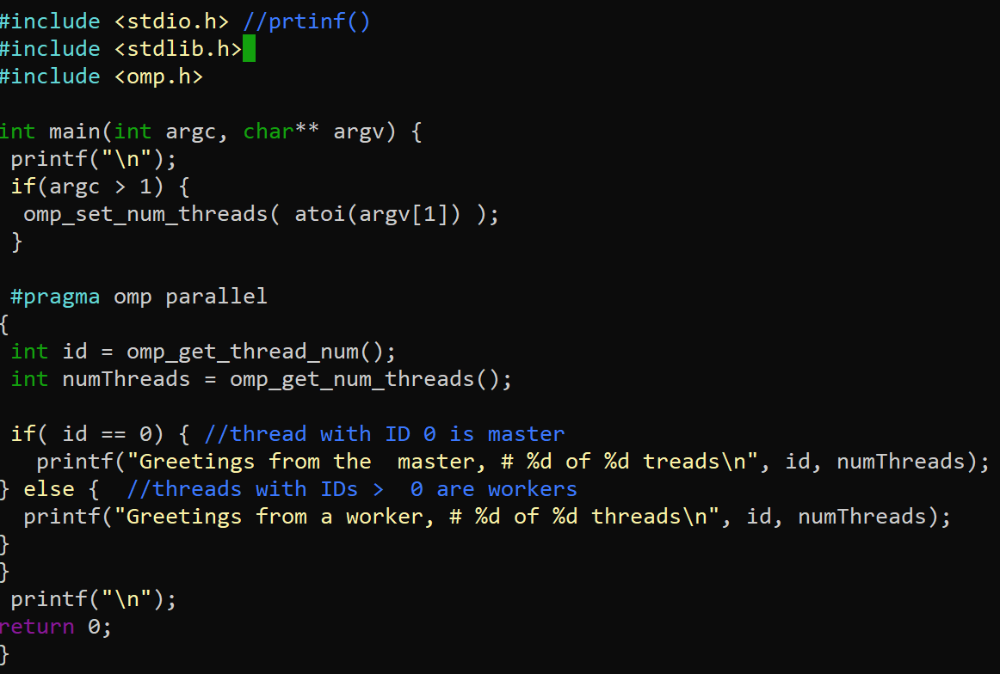 #include <stdio.h> //prtinf()
#include <stdlib.h>
#include <omp.h>
int main(int argc, char** argv) {
printf("\n");
if(argc > 1) {
omp_set_num_threads( atoi(argv[1]) );
}
#pragma omp parallel
{
int id = omp_get_thread_num();
int numThreads = omp_get_num_threads();
if( id == 0) { //thread with ID 0 is master
printf("Greetings from the  master, # %d of %d treads\n", id, numThreads);
} else {  //threads with IDs >  0 are workers
printf("Greetings from a worker, # %d of %d threads\n", id, numThreads);
}
}
printf("\n");
return 0;
}